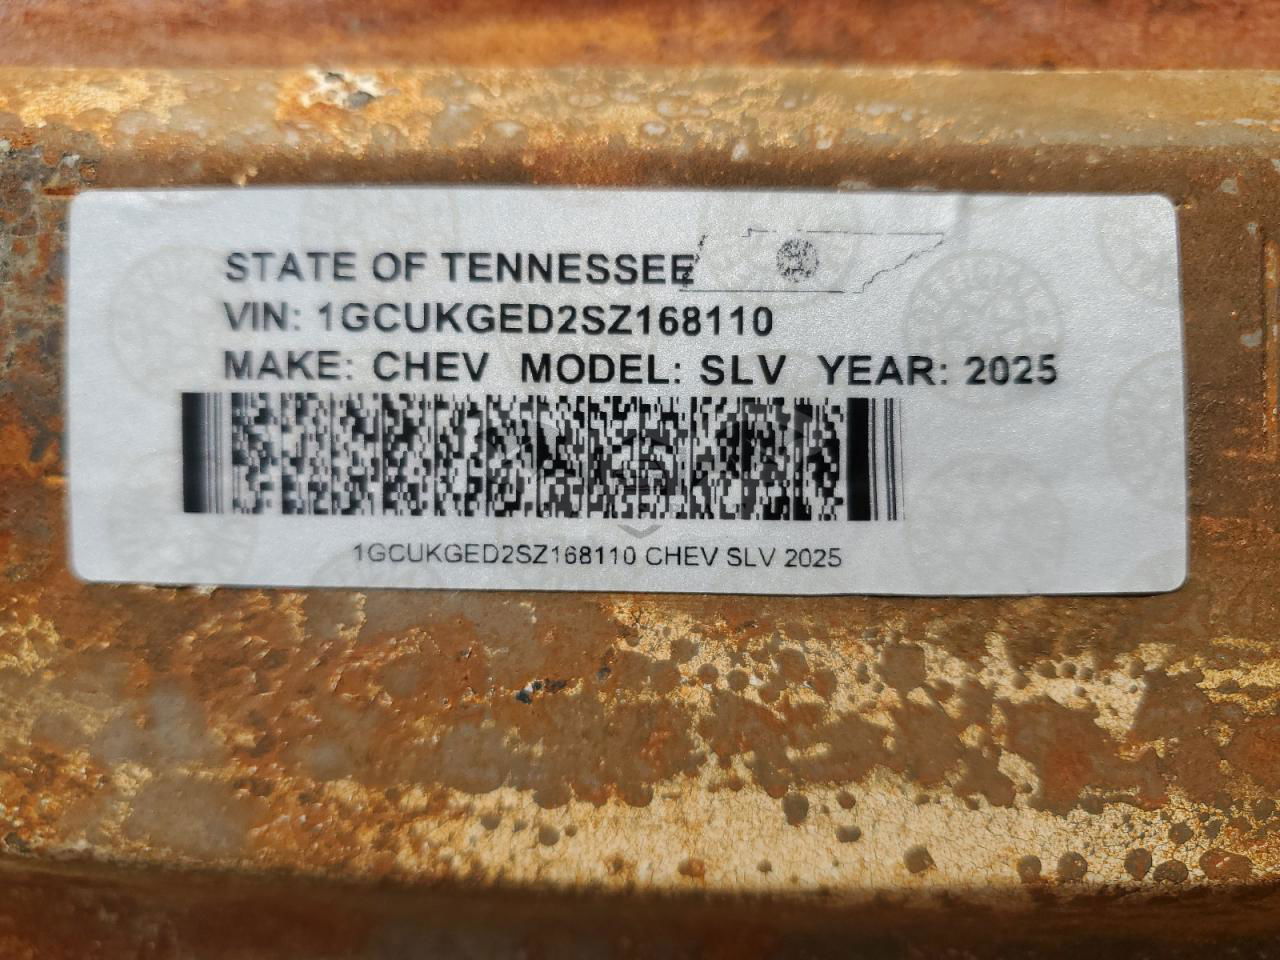 STATE OF TENNESSEE
VIN: 1GCUKGED2SZ168110
MAKE: CHEV MODEL: SLV YEAR: 2025
1GCUKGED2SZ168110 CHEV SLV 2025